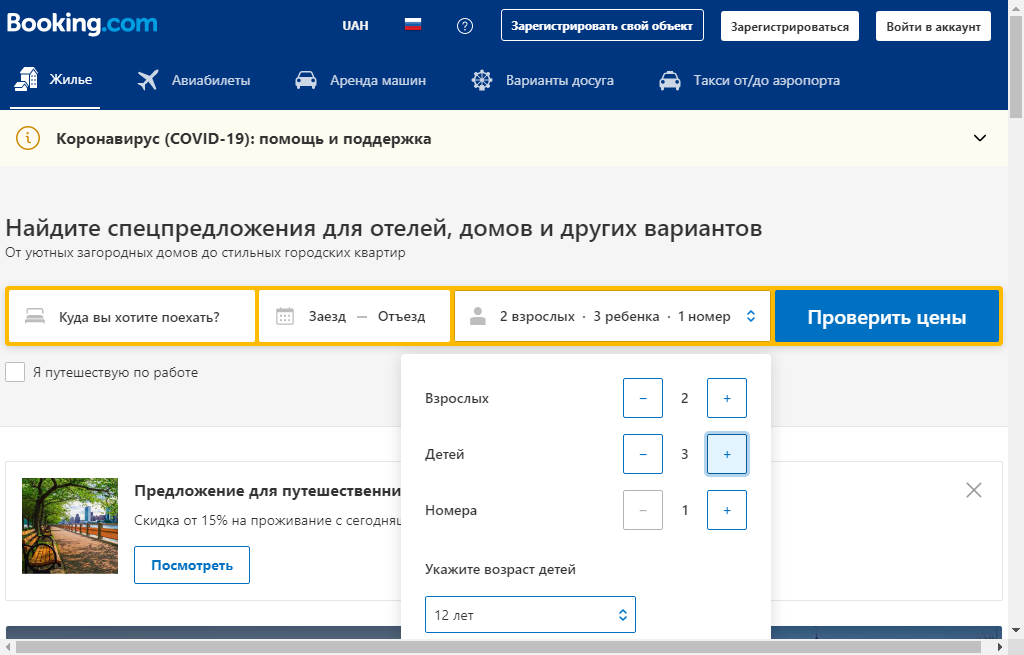 Booking.com
UAH
Зарегистрировать свой объект
Зарегистрироваться
Войти в аккаунт
Жилье
Авиабилеты
Аренда машин
Варианты досуга
Такси от/до аэропорта
Коронавирус (COVID-19): помощь и поддержка
Найдите спецпредложения для отелей, домов и других вариантов
От уютных загородных домов до стильных городских квартир
Куда вы хотите поехать?
Заезд — Отъезд
2 взрослых · 3 ребенка · 1 номер
Проверить цены
Я путешествую по работе
Взрослых
− 2 +
Детей
− 3 +
Номера
− 1 +
Укажите возраст детей
12 лет
Предложение для путешественни
Скидка от 15% на проживание с сегодняш
Посмотреть